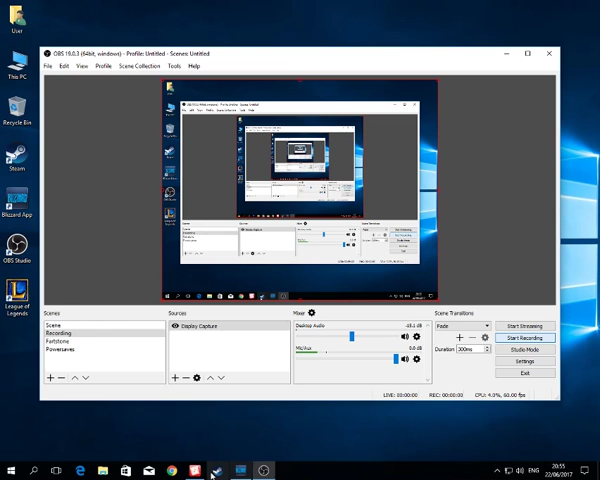 User
This PC
Recycle Bin
Steam
Blizzard App
OBS Studio
League of
Legends
OBS 19.0.3 (64bit, windows) - Profile: Untitled - Scenes: Untitled
File Edit View Profile Scene Collection Tools Help
Scenes
Scene
Recording
Fortstone
Powersaves
Sources
Display Capture
Mixer
Desktop Audio
Mic/Aux
0.0 dB
Scene Transitions
Fade
Duration 300ms
Start Streaming
Start Recording
Studio Mode
Settings
Exit
LIVE: 00:00:00 REC: 00:00:00 CPU: 4.0%, 60.00 fps
ENG
20:55
22/06/2017